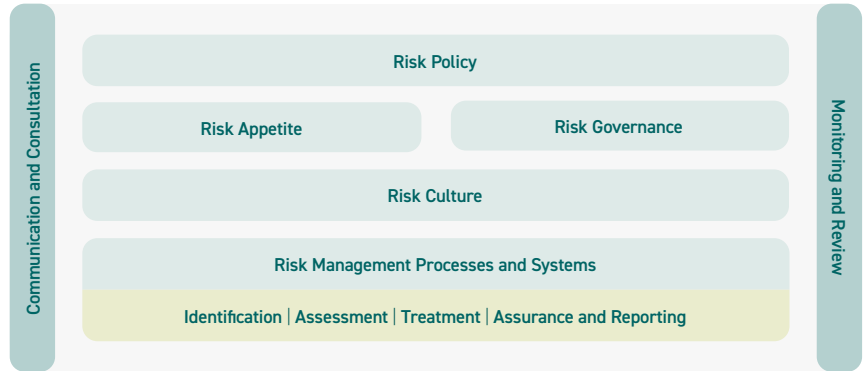 Communication and Consultation
Risk Policy
Risk Appetite
Risk Governance
Risk Culture
Risk Management Processes and Systems
Identification | Assessment | Treatment | Assurance and Reporting
Monitoring and Review